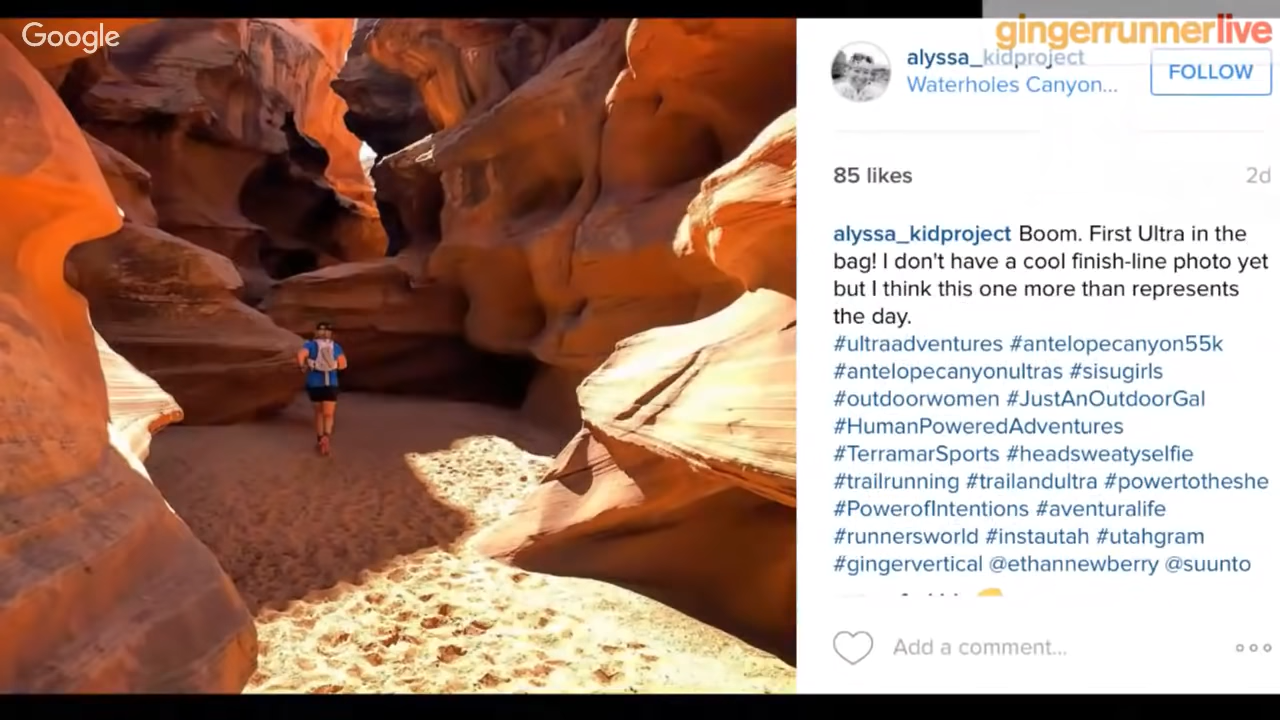 Google
gingerrunnerlive
alyssa_kidproject
Waterholes Canyon...
FOLLOW
85 likes
2d
alyssa_kidproject Boom. First Ultra in the
bag! I don't have a cool finish-line photo yet
but I think this one more than represents
the day.
#ultraadventures #antelopecanyon55k
#antelopecanyonultras #sisugirls
#outdoorwomen #JustAnOutdoorGal
#HumanPoweredAdventures
#TerramarSports #headsweatyselfie
#trailrunning #trailandultra #powertotheshe
#PowerofIntentions #aventuralife
#runnersworld #instautah #utahgram
#gingervertical @ethannewberry @suunto
Add a comment...